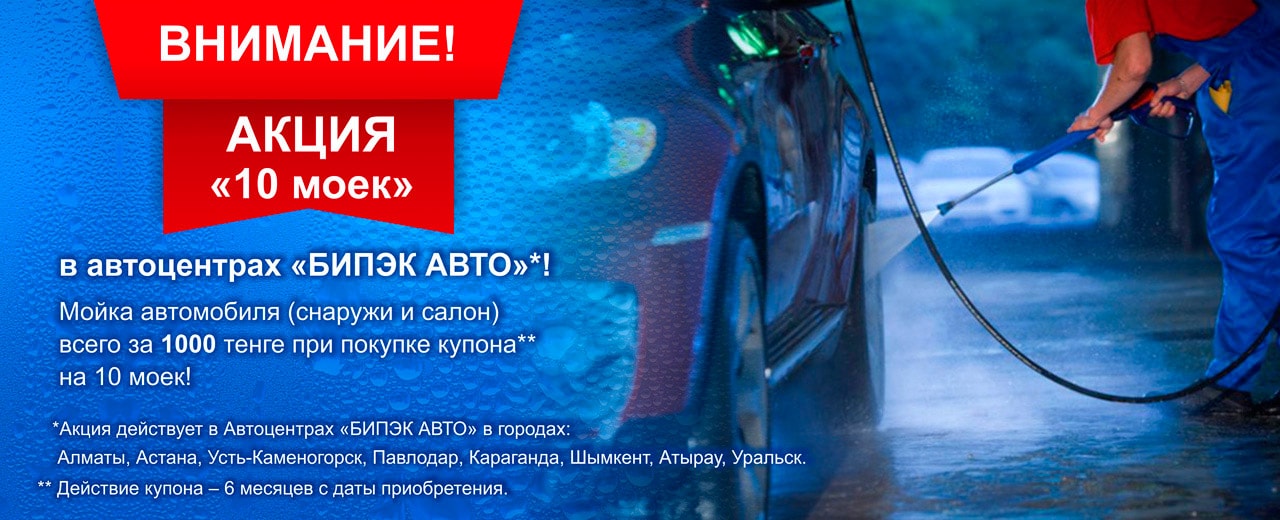 ВНИМАНИЕ!
АКЦИЯ
«10 моек»
в автоцентрах «БИПЭК АВТО»*!
Мойка автомобиля (снаружи и салон)
всего за 1000 тенге при покупке купона**
на 10 моек!
*Акция действует в Автоцентрах «БИПЭК АВТО» в городах:
Алматы, Астана, Усть-Каменогорск, Павлодар, Караганда, Шымкент, Атырау, Уральск.
** Действие купона – 6 месяцев с даты приобретения.